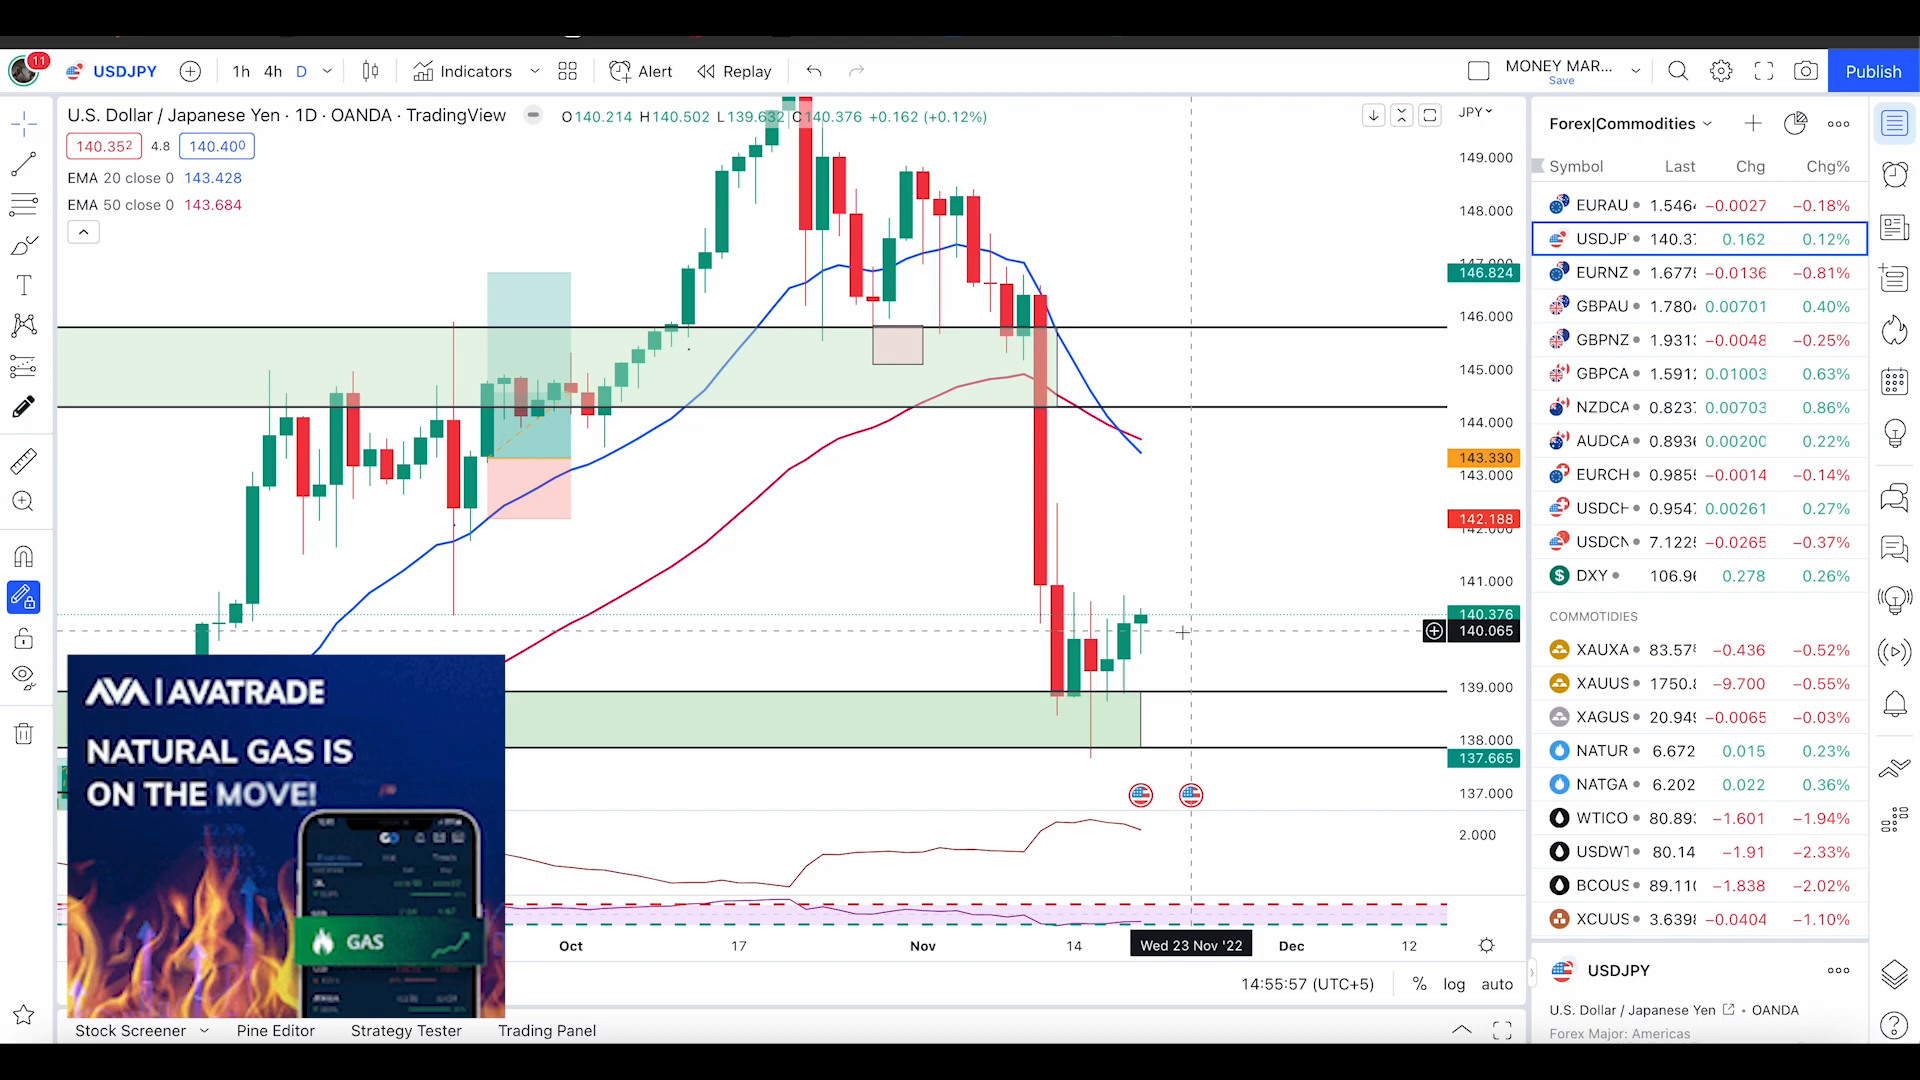 11
USDJPY
1h 4h D
Indicators
Alert
Replay
MONEY MAR...
Save
Publish
U.S. Dollar / Japanese Yen · 1D · OANDA · TradingView
O140.214 H140.502 L139.632 C140.376 +0.162 (+0.12%)
JPY
140.352 4.8 140.400
EMA 20 close 0 143.428
EMA 50 close 0 143.684
149.000
148.000
146.824
146.000
145.000
144.000
143.330
143.000
142.188
141.000
140.376
140.065
139.000
138.000
137.665
137.000
2.000
AVA | AVATRADE
NATURAL GAS IS
ON THE MOVE!
GAS
Oct
17
Nov
14
Wed 23 Nov '22
Dec
12
14:55:57 (UTC+5)
% log auto
Stock Screener
Pine Editor
Strategy Tester
Trading Panel
Forex|Commodities
Symbol Last Chg Chg%
EURAU 1.546 −0.0027 −0.18%
USDJP 140.3 0.162 0.12%
EURNZ 1.677 −0.0136 −0.81%
GBPAU 1.780 0.00701 0.40%
GBPNZ 1.931 −0.0048 −0.25%
GBPCA 1.591 0.01003 0.63%
NZDCA 0.823 0.00703 0.86%
AUDCA 0.893 0.00200 0.22%
EURCH 0.985 −0.0014 −0.14%
USDCH 0.954 0.00261 0.27%
USDCN 7.122 −0.0265 −0.37%
DXY 106.9 0.278 0.26%
COMMOTIDIES
XAUXA 83.57 −0.436 −0.52%
XAUUS 1750.8 −9.700 −0.55%
XAGUS 20.949 −0.0065 −0.03%
NATUR 6.672 0.015 0.23%
NATGA 6.202 0.022 0.36%
WTICO 80.89 −1.601 −1.94%
USDWT 80.14 −1.91 −2.33%
BCOUS 89.110 −1.838 −2.02%
XCUUS 3.639 −0.0404 −1.10%
USDJPY
U.S. Dollar / Japanese Yen • OANDA
Forex Major: Americas